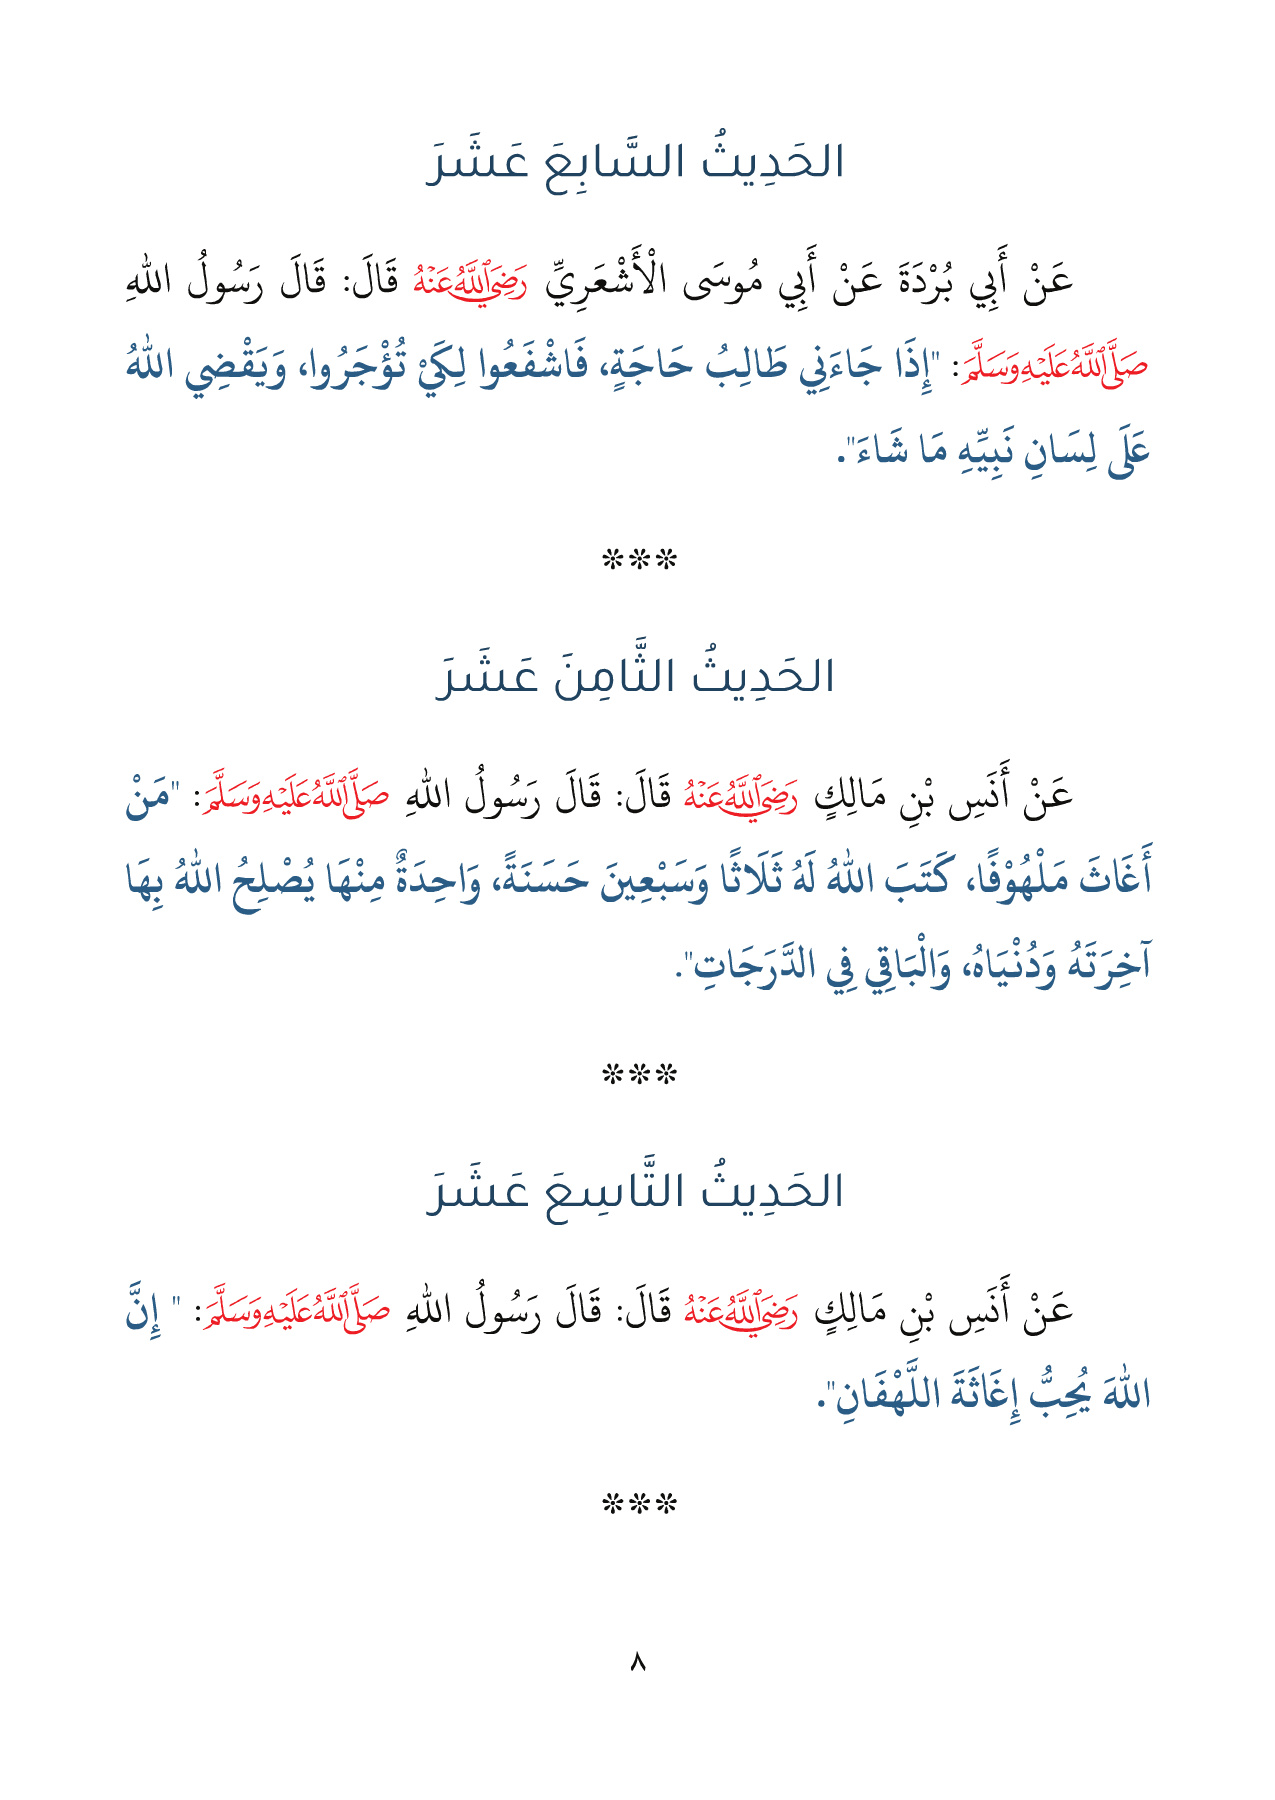 الحَدِيثُ السَّابِعَ عَشَرَ
عَنْ أَبِي بُرْدَةَ عَنْ أَبِي مُوسَى الْأَشْعَرِيِّ رَضِيَ اللَّهُ عَنْهُ قَالَ: قَالَ رَسُولُ اللهِ
صَلَّى اللَّهُ عَلَيْهِ وَسَلَّمَ: "إِذَا جَاءَنِي طَالِبُ حَاجَةٍ، فَاشْفَعُوا لِكَيْ تُؤْجَرُوا، وَيَقْضِي اللهُ
عَلَى لِسَانِ نَبِيِّهِ مَا شَاءَ".
❊❊❊
الحَدِيثُ الثَّامِنَ عَشَرَ
عَنْ أَنَسِ بْنِ مَالِكٍ رَضِيَ اللَّهُ عَنْهُ قَالَ: قَالَ رَسُولُ اللهِ صَلَّى اللَّهُ عَلَيْهِ وَسَلَّمَ: "مَنْ
أَغَاثَ مَلْهُوْفًا، كَتَبَ اللهُ لَهُ ثَلَاثًا وَسَبْعِينَ حَسَنَةً، وَاحِدَةٌ مِنْهَا يُصْلِحُ اللهُ بِهَا
آخِرَتَهُ وَدُنْيَاهُ، وَالْبَاقِي فِي الدَّرَجَاتِ".
❊❊❊
الحَدِيثُ التَّاسِعَ عَشَرَ
عَنْ أَنَسِ بْنِ مَالِكٍ رَضِيَ اللَّهُ عَنْهُ قَالَ: قَالَ رَسُولُ اللهِ صَلَّى اللَّهُ عَلَيْهِ وَسَلَّمَ: " إِنَّ
اللهَ يُحِبُّ إِغَاثَةَ اللَّهْفَانِ".
❊❊❊
٨